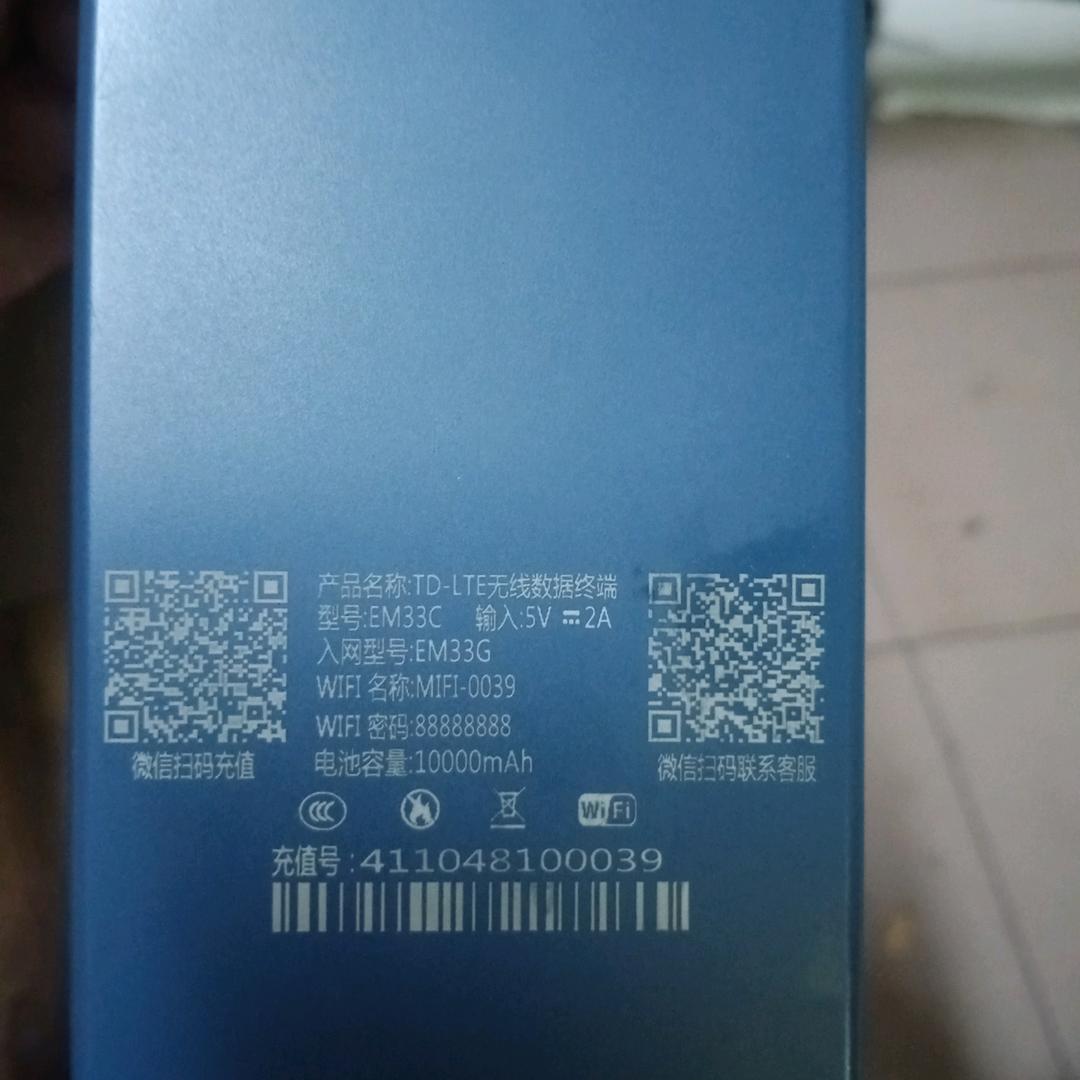 产品名称:TD-LTE无线数据终端
型号:EM33C 输入:5V ⎓ 2A
入网型号:EM33G
WIFI 名称:MIFI-0039
WIFI 密码:88888888
电池容量:10000mAh
微信扫码充值
微信扫码联系客服
CCC
WiFi
充值号:411048100039